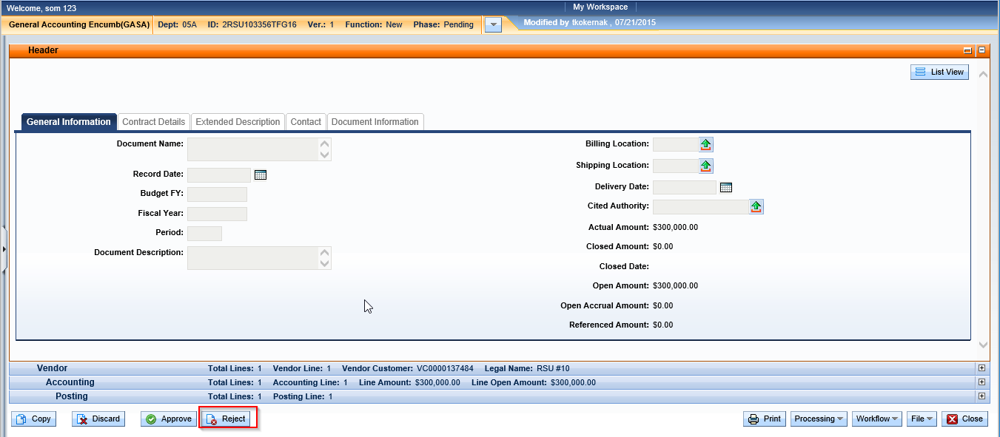 Welcome, som 123
My Workspace
General Accounting Encumb(GASA) Dept: 05A ID: 2RSU103356TFG16 Ver.: 1 Function: New Phase: Pending
Modified by tkokernak , 07/21/2015
Header
List View
General Information Contract Details Extended Description Contact Document Information
Document Name:
Record Date:
Budget FY:
Fiscal Year:
Period:
Document Description:
Billing Location:
Shipping Location:
Delivery Date:
Cited Authority:
Actual Amount: $300,000.00
Closed Amount: $0.00
Closed Date:
Open Amount: $300,000.00
Open Accrual Amount: $0.00
Referenced Amount: $0.00
Vendor Total Lines: 1 Vendor Line: 1 Vendor Customer: VC0000137484 Legal Name: RSU #10
Accounting Total Lines: 1 Accounting Line: 1 Line Amount: $300,000.00 Line Open Amount: $300,000.00
Posting Total Lines: 1 Posting Line: 1
Copy Discard Approve Reject Print Processing Workflow File Close